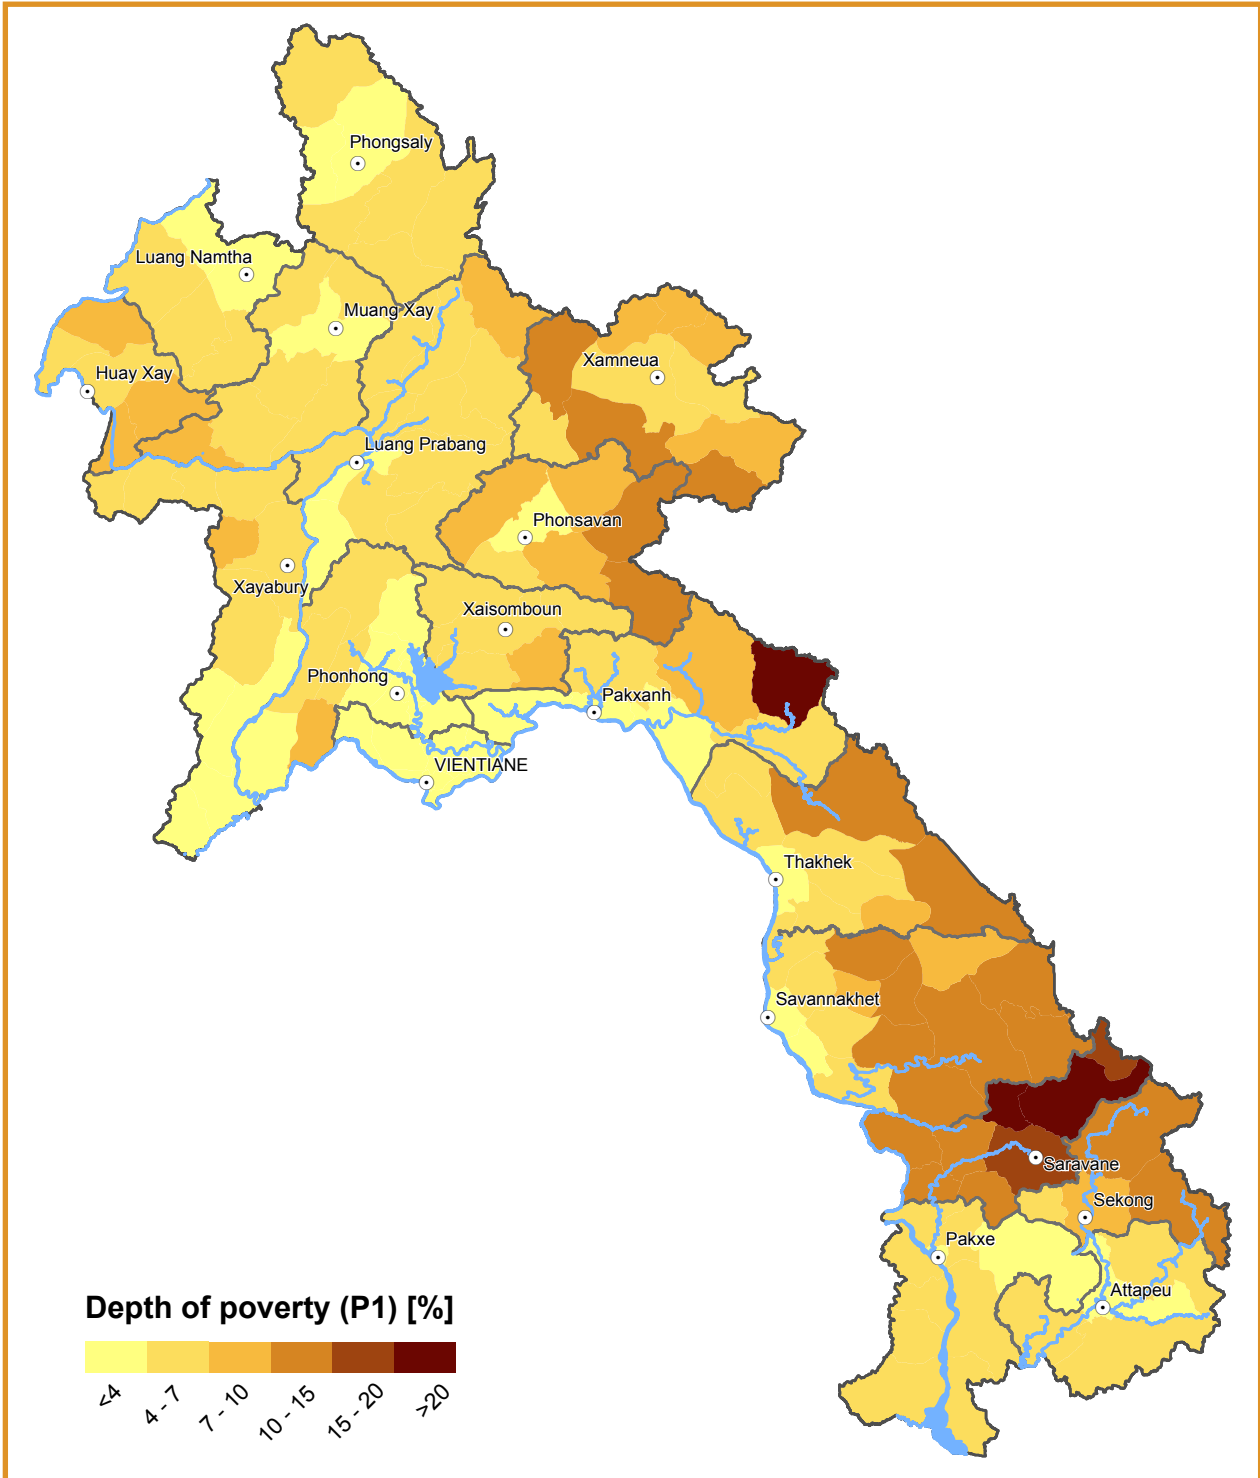 Phongsaly
Luang Namtha
Muang Xay
Xamneua
Huay Xay
Luang Prabang
Phonsavan
Xayabury
Xaisomboun
Phonhong
Pakxanh
VIENTIANE
Thakhek
Savannakhet
Saravane
Sekong
Pakxe
Attapeu
Depth of poverty (P1) [%]
<4
4 - 7
7 - 10
10 - 15
15 - 20
>20